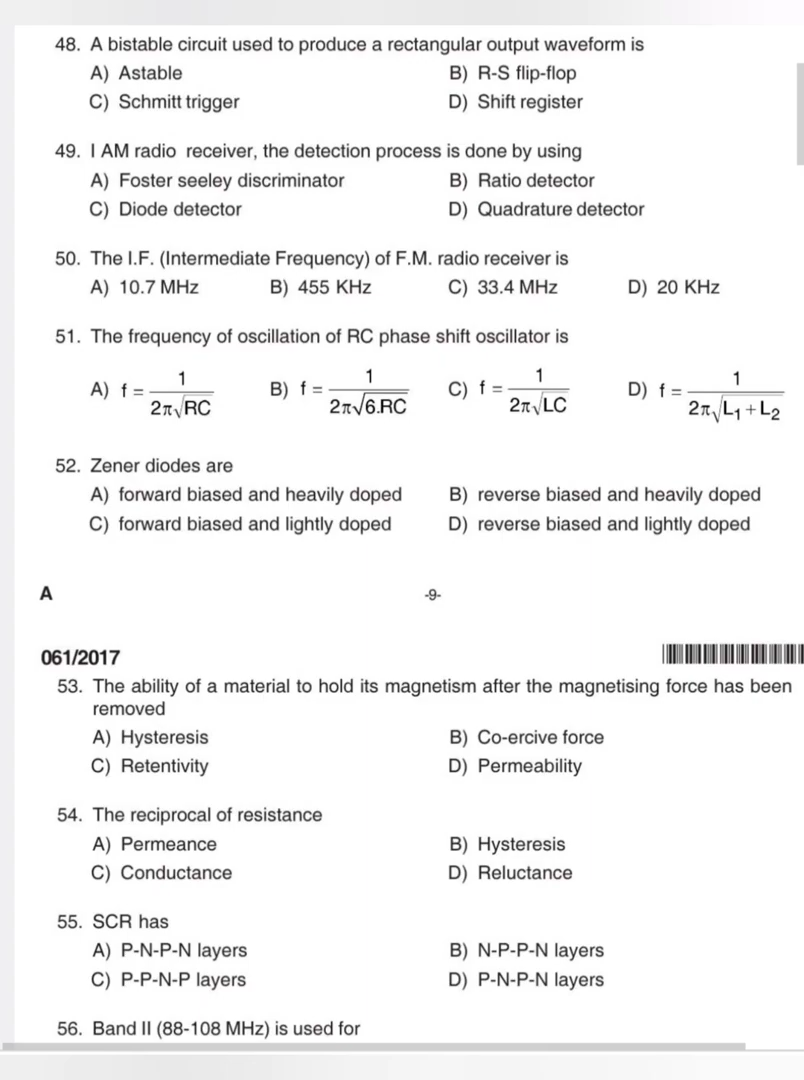 48. A bistable circuit used to produce a rectangular output waveform is
A) Astable B) R-S flip-flop
C) Schmitt trigger D) Shift register
49. I AM radio receiver, the detection process is done by using
A) Foster seeley discriminator B) Ratio detector
C) Diode detector D) Quadrature detector
50. The I.F. (Intermediate Frequency) of F.M. radio receiver is
A) 10.7 MHz B) 455 KHz C) 33.4 MHz D) 20 KHz
51. The frequency of oscillation of RC phase shift oscillator is
A) f = 1/2π√RC B) f = 1/2π√6.RC C) f = 1/2π√LC D) f = 1/2π√L₁+L₂
52. Zener diodes are
A) forward biased and heavily doped B) reverse biased and heavily doped
C) forward biased and lightly doped D) reverse biased and lightly doped
A -9-
061/2017
53. The ability of a material to hold its magnetism after the magnetising force has been
removed
A) Hysteresis B) Co-ercive force
C) Retentivity D) Permeability
54. The reciprocal of resistance
A) Permeance B) Hysteresis
C) Conductance D) Reluctance
55. SCR has
A) P-N-P-N layers B) N-P-P-N layers
C) P-P-N-P layers D) P-N-P-N layers
56. Band II (88-108 MHz) is used for